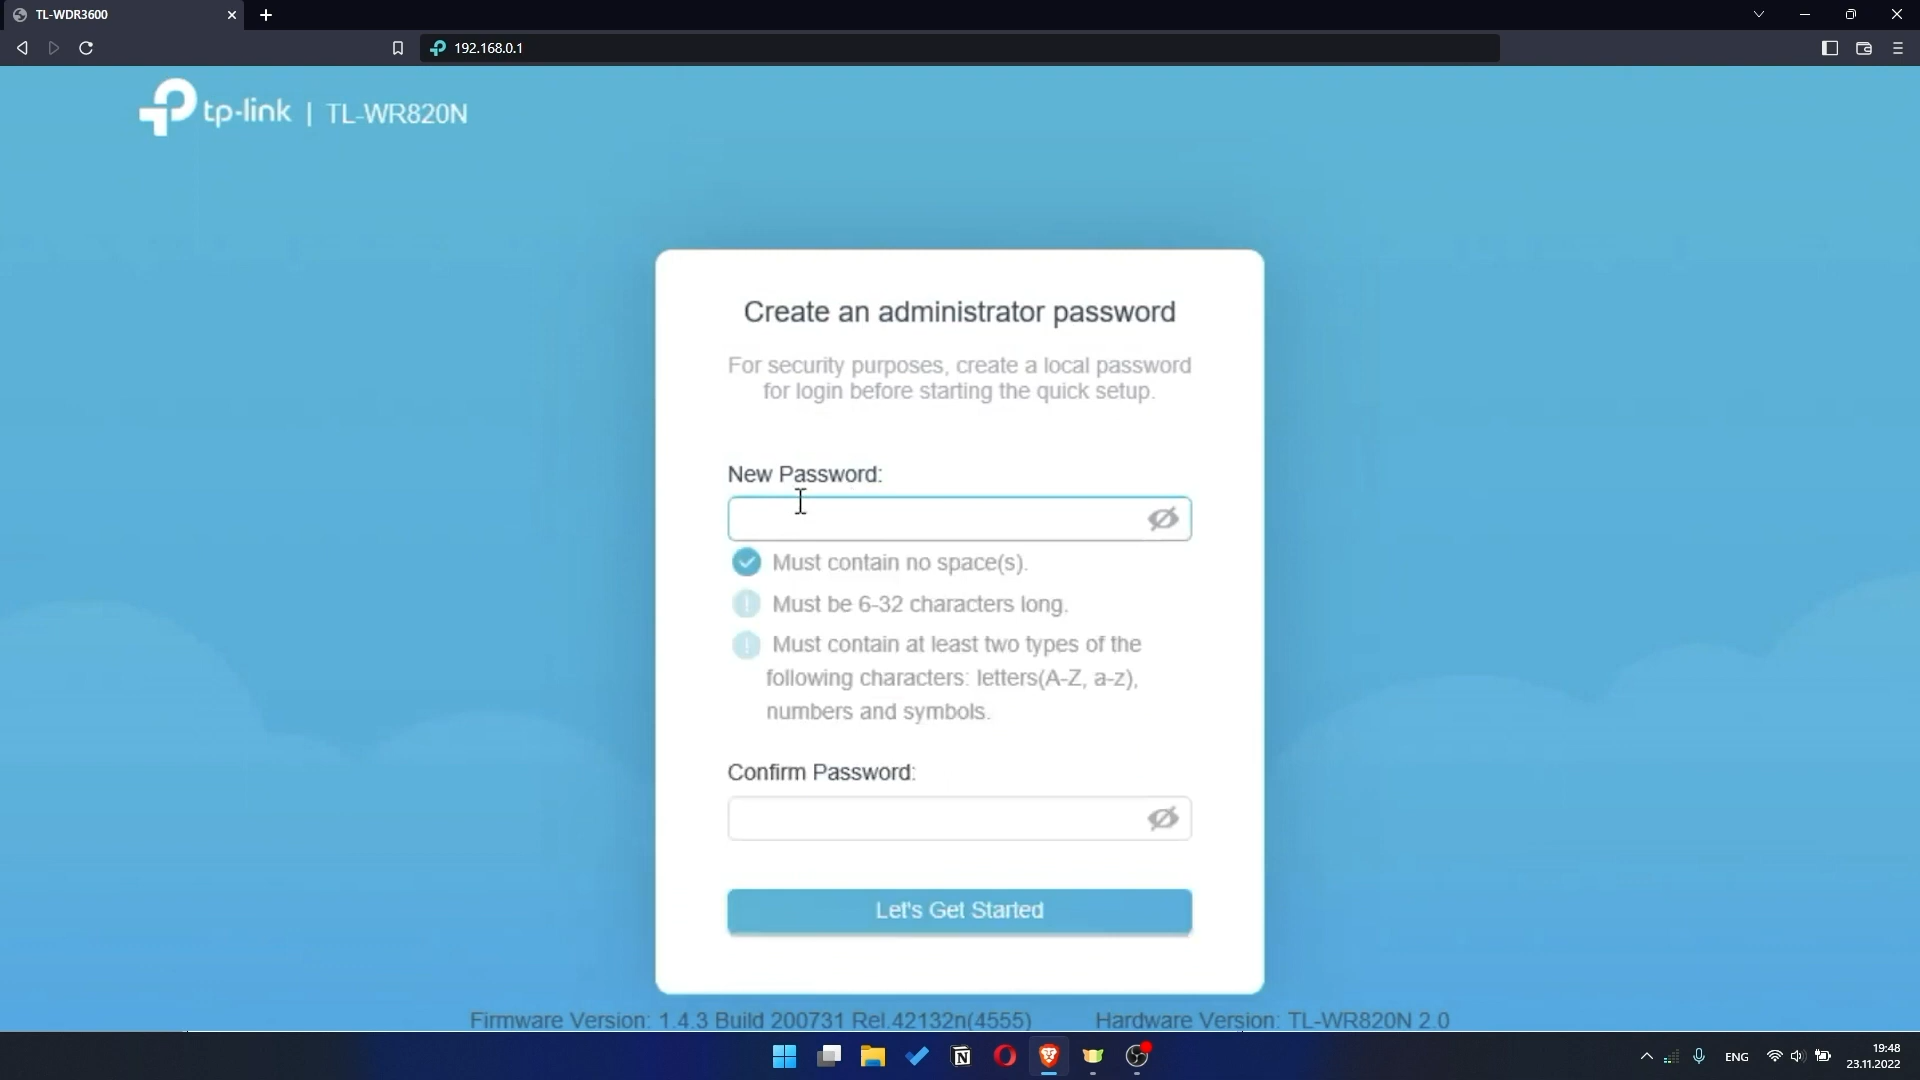 TL-WDR3600
192.168.0.1
tp-link | TL-WR820N
Create an administrator password
For security purposes, create a local password
for login before starting the quick setup.
New Password:
Must contain no space(s).
Must be 6-32 characters long.
Must contain at least two types of the
following characters: letters(A-Z, a-z),
numbers and symbols.
Confirm Password:
Let's Get Started
Firmware Version: 1.4.3 Build 200731 Rel.42132n(4555) Hardware Version: TL-WR820N 2.0
ENG
19:48
23.11.2022